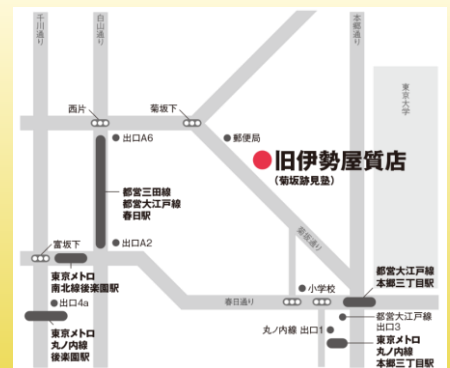 千川通り
白山通り
本郷通り
東京大学
西片
菊坂下
出口A6
郵便局
旧伊勢屋質店
(菊坂跡見塾)
都営三田線
都営大江戸線
春日駅
菊坂通り
富坂下
出口A2
東京メトロ
南北線後楽園駅
出口4a
東京メトロ
丸ノ内線
後楽園駅
春日通り
小学校
都営大江戸線
本郷三丁目駅
都営大江戸線
出口3
丸ノ内線 出口1
東京メトロ
丸ノ内線
本郷三丁目駅